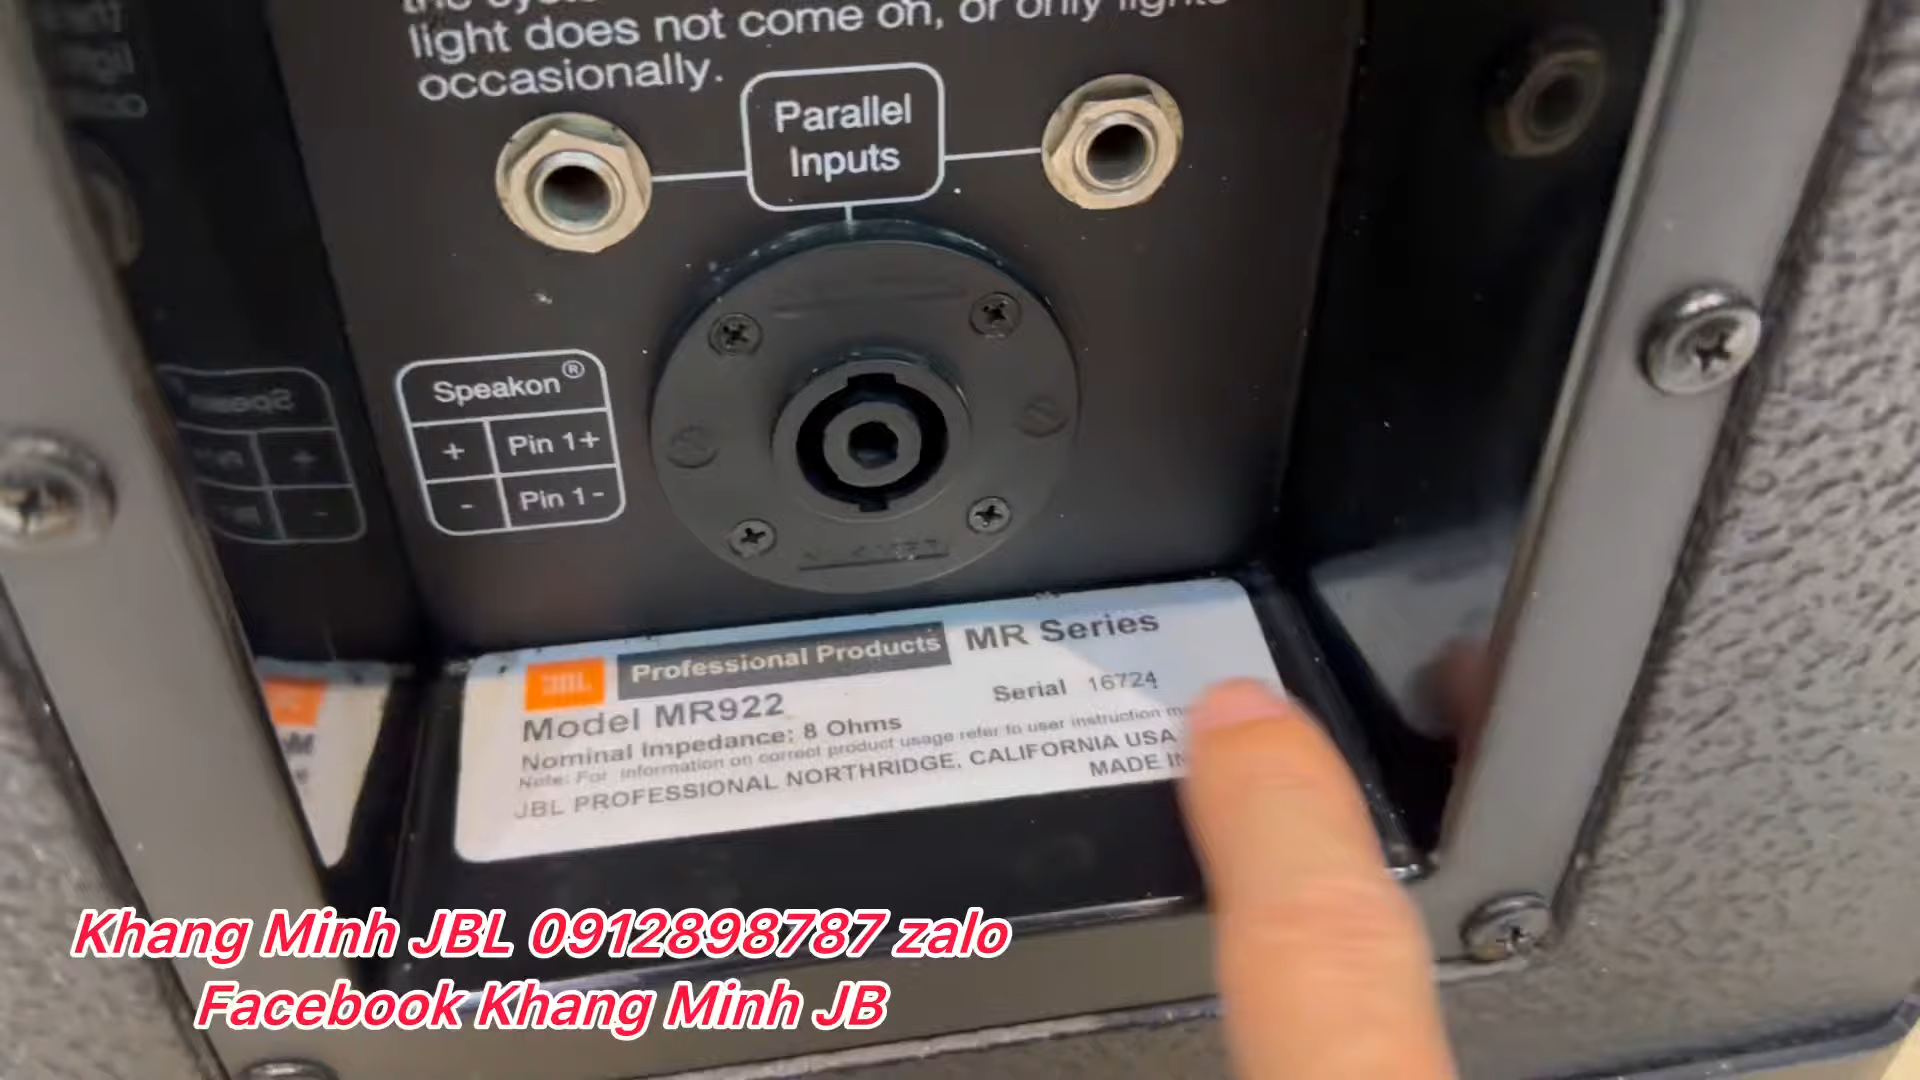 light does not come on, or only lights
occasionally.
Parallel
Inputs
Speakon®
+ Pin 1+
- Pin 1-
JBL Professional Products MR Series
Model MR922
Serial 16724
Nominal Impedance: 8 Ohms
Note: For information on correct product usage refer to user instruction
JBL PROFESSIONAL NORTHRIDGE, CALIFORNIA USA
MADE IN
Khang Minh JBL 0912898787 zalo
Facebook Khang Minh JB